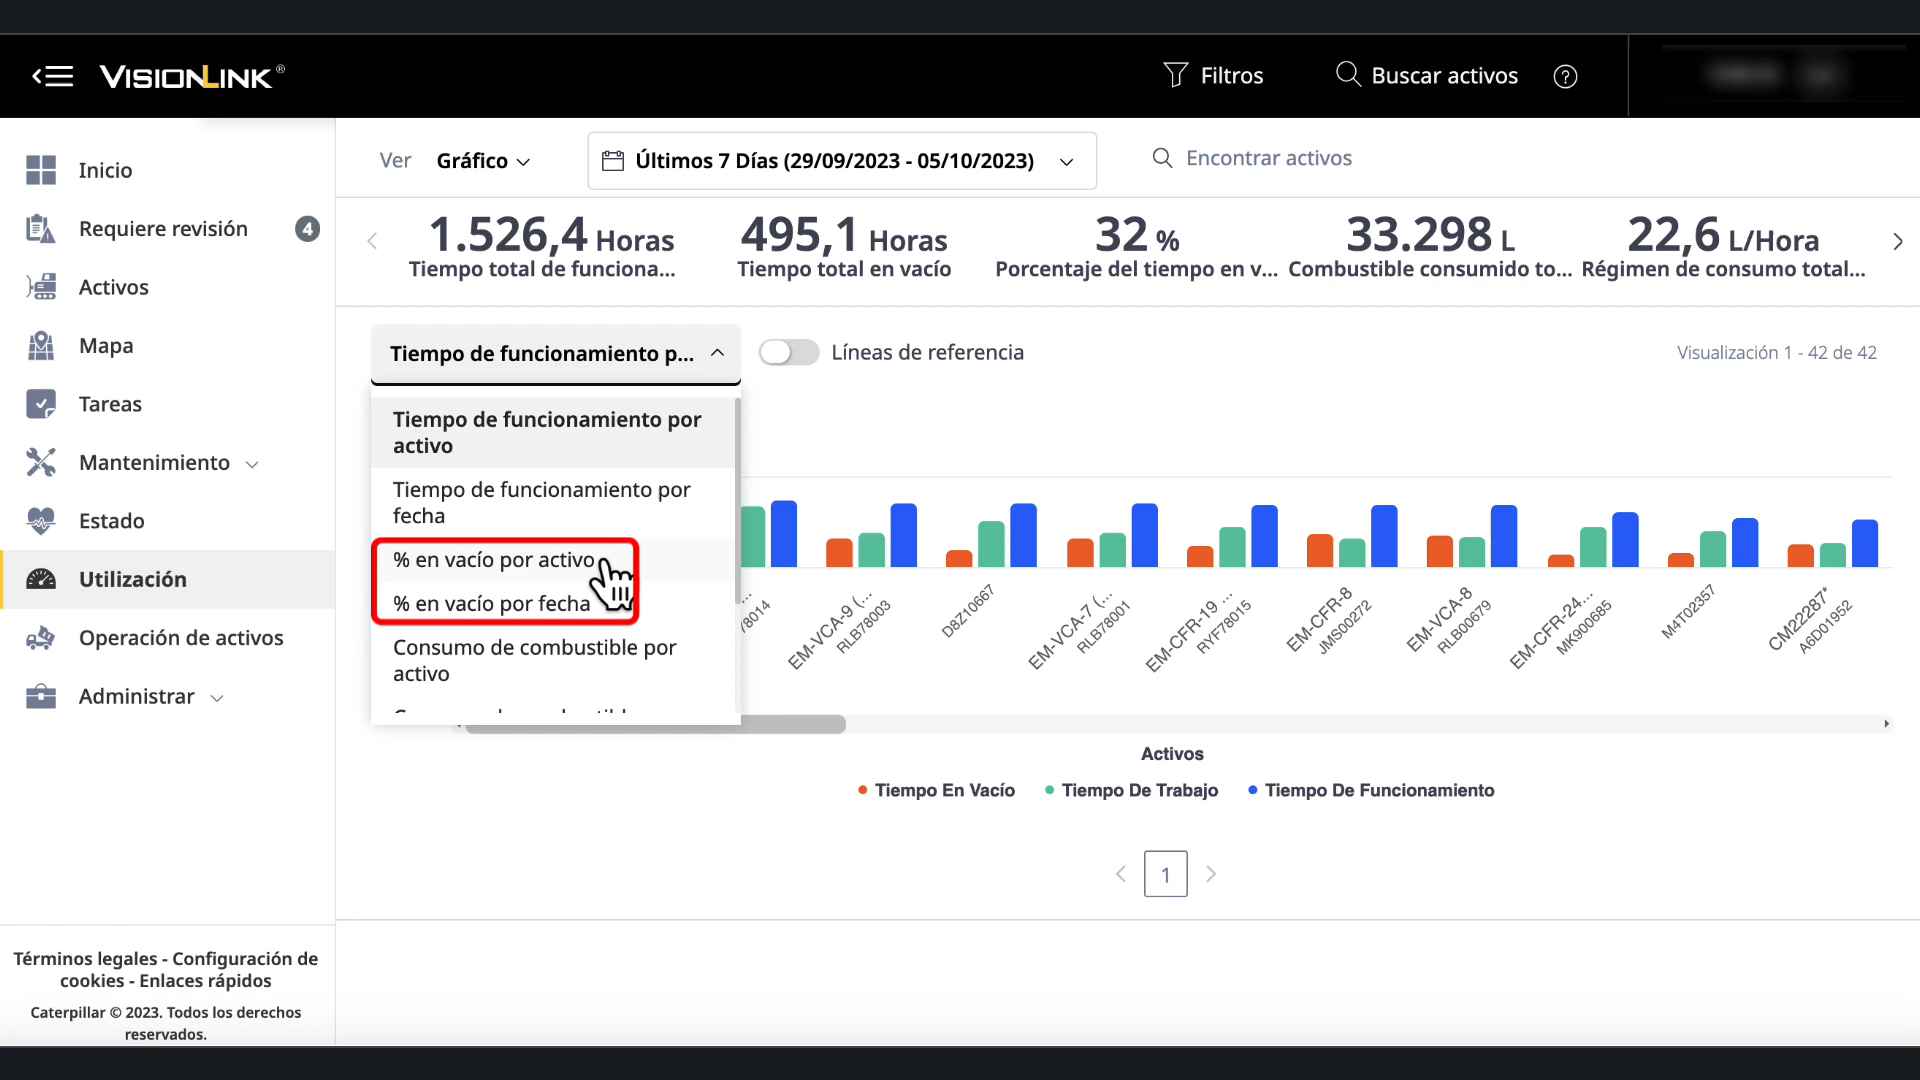 VISIONLINK®
Filtros
Buscar activos
Inicio
Requiere revisión
4
Activos
Mapa
Tareas
Mantenimiento
Estado
Utilización
Operación de activos
Administrar
Términos legales - Configuración de
cookies - Enlaces rápidos
Caterpillar © 2023. Todos los derechos
reservados.
Ver Gráfico
Últimos 7 Días (29/09/2023 - 05/10/2023)
Encontrar activos
1.526,4 Horas
Tiempo total de funciona...
495,1 Horas
Tiempo total en vacío
32 %
Porcentaje del tiempo en v...
33.298 L
Combustible consumido to...
22,6 L/Hora
Régimen de consumo total...
Tiempo de funcionamiento p...
Líneas de referencia
Visualización 1 - 42 de 42
Tiempo de funcionamiento por
activo
Tiempo de funcionamiento por
fecha
% en vacío por activo
% en vacío por fecha
Consumo de combustible por
activo
78014
EM-VCA-9 (...
RLB78003
D8Z10667
EM-VCA-7 (...
RLB78001
EM-CFR-19 ...
RYF78015
EM-CFR-8
JMS00272
EM-VCA-8
RLB00679
EM-CFR-24...
MK900685
M4T02357
CM22287*
A6D01952
Activos
Tiempo En Vacío
Tiempo De Trabajo
Tiempo De Funcionamiento
1